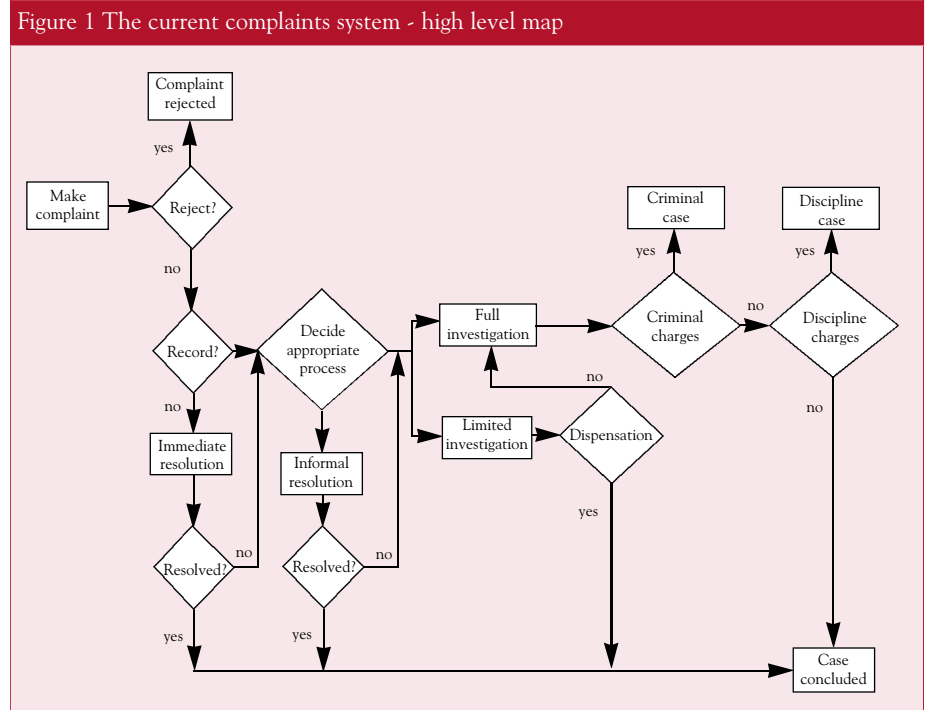 Figure 1 The current complaints system - high level map
Complaint
rejected
yes
Make
complaint
Reject?
no
Record?
no
Immediate
resolution
Resolved?
no
yes
Decide
appropriate
process
Informal
resolution
Resolved?
no
yes
Full
investigation
Limited
investigation
no
Dispensation
yes
Criminal
case
yes
Criminal
charges
no
Discipline
case
yes
Discipline
charges
no
Case
concluded